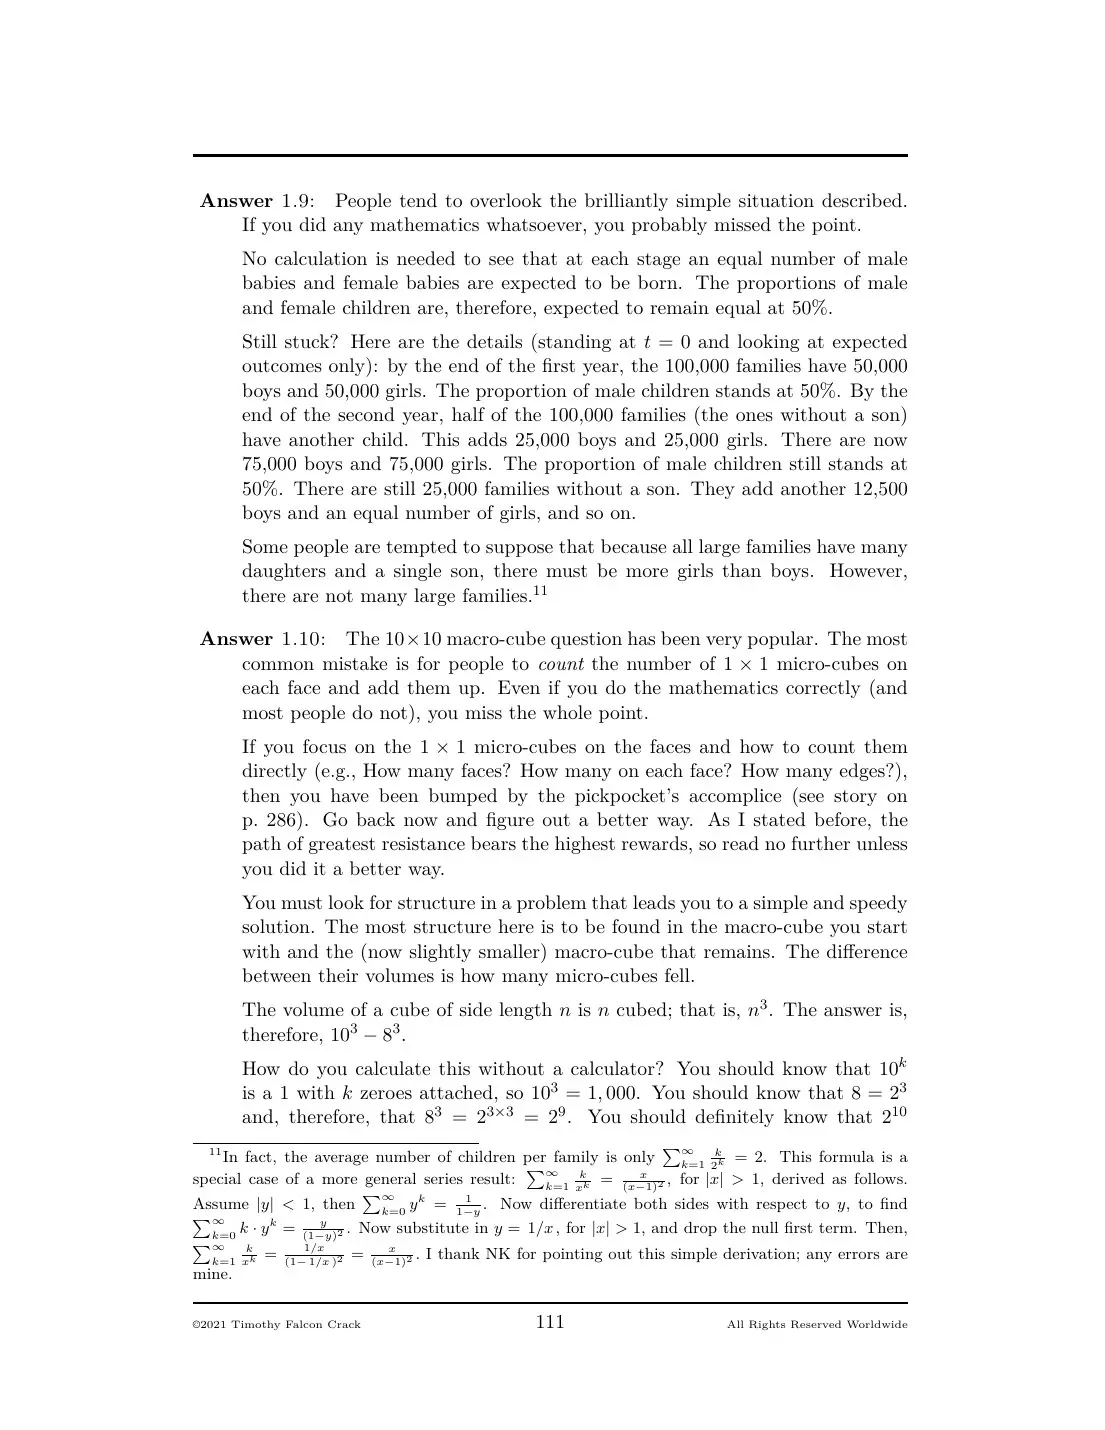 Answer 1.9: People tend to overlook the brilliantly simple situation described.
If you did any mathematics whatsoever, you probably missed the point.
No calculation is needed to see that at each stage an equal number of male
babies and female babies are expected to be born. The proportions of male
and female children are, therefore, expected to remain equal at 50%.
Still stuck? Here are the details (standing at t = 0 and looking at expected
outcomes only): by the end of the first year, the 100,000 families have 50,000
boys and 50,000 girls. The proportion of male children stands at 50%. By the
end of the second year, half of the 100,000 families (the ones without a son)
have another child. This adds 25,000 boys and 25,000 girls. There are now
75,000 boys and 75,000 girls. The proportion of male children still stands at
50%. There are still 25,000 families without a son. They add another 12,500
boys and an equal number of girls, and so on.
Some people are tempted to suppose that because all large families have many
daughters and a single son, there must be more girls than boys. However,
there are not many large families.¹¹
Answer 1.10: The 10×10 macro-cube question has been very popular. The most
common mistake is for people to count the number of 1 × 1 micro-cubes on
each face and add them up. Even if you do the mathematics correctly (and
most people do not), you miss the whole point.
If you focus on the 1 × 1 micro-cubes on the faces and how to count them
directly (e.g., How many faces? How many on each face? How many edges?),
then you have been bumped by the pickpocket's accomplice (see story on
p. 286). Go back now and figure out a better way. As I stated before, the
path of greatest resistance bears the highest rewards, so read no further unless
you did it a better way.
You must look for structure in a problem that leads you to a simple and speedy
solution. The most structure here is to be found in the macro-cube you start
with and the (now slightly smaller) macro-cube that remains. The difference
between their volumes is how many micro-cubes fell.
The volume of a cube of side length n is n cubed; that is, n³. The answer is,
therefore, 10³ − 8³.
How do you calculate this without a calculator? You should know that 10ᵏ
is a 1 with k zeroes attached, so 10³ = 1,000. You should know that 8 = 2³
and, therefore, that 8³ = 2³ˣ³ = 2⁹. You should definitely know that 2¹⁰
¹¹In fact, the average number of children per family is only ∑_{k=1}^{∞} k/2^k = 2. This formula is a
special case of a more general series result: ∑_{k=1}^{∞} k/x^k = x/(x−1)², for |x| > 1, derived as follows.
Assume |y| < 1, then ∑_{k=0}^{∞} y^k = 1/(1−y). Now differentiate both sides with respect to y, to find
∑_{k=0}^{∞} k · y^k = y/(1−y)². Now substitute in y = 1/x, for |x| > 1, and drop the null first term. Then,
∑_{k=1}^{∞} k/x^k = (1/x)/(1−1/x)² = x/(x−1)². I thank NK for pointing out this simple derivation; any errors are
mine.
©2021 Timothy Falcon Crack 111 All Rights Reserved Worldwide